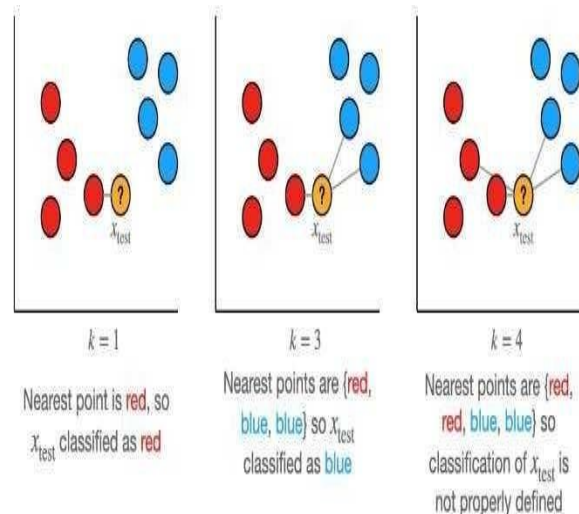 ?
x_test
k = 1
Nearest point is red, so
x_test classified as red
?
x_test
k = 3
Nearest points are {red,
blue, blue} so x_test
classified as blue
?
x_test
k = 4
Nearest points are {red,
red, blue, blue} so
classification of x_test is
not properly defined